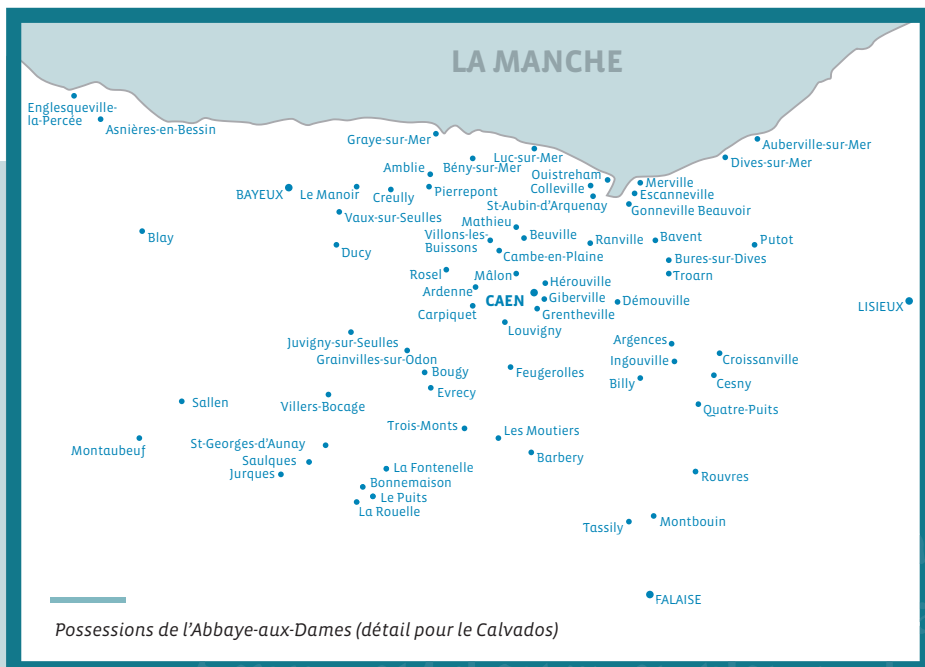 LA MANCHE
Englesqueville-
la-Percée
Asnières-en-Bessin
Graye-sur-Mer
Luc-sur-Mer
Auberville-sur-Mer
Dives-sur-Mer
Amblie
Bény-sur-Mer
Ouistreham
Colleville
Merville
BAYEUX
Le Manoir
Creully
Pierrepont
Escanneville
St-Aubin-d'Arquenay
Gonneville Beauvoir
Vaux-sur-Seulles
Mathieu
Blay
Villons-les-
Buissons
Beuville
Ranville
Bavent
Putot
Ducy
Cambe-en-Plaine
Bures-sur-Dives
Rosel
Mâlon
Troarn
Hérouville
Ardenne
CAEN
Giberville
Démouville
LISIEUX
Carpiquet
Grentheville
Louvigny
Juvigny-sur-Seulles
Argences
Grainvilles-sur-Odon
Ingouville
Croissanville
Bougy
Feugerolles
Billy
Cesny
Evrecy
Sallen
Villers-Bocage
Quatre-Puits
Trois-Monts
Les Moutiers
Montaubeuf
St-Georges-d'Aunay
Barbery
Saulques
Jurques
La Fontenelle
Rouvres
Bonnemaison
Le Puits
La Rouelle
Tassily
Montbouin
FALAISE
Possessions de l'Abbaye-aux-Dames (détail pour le Calvados)